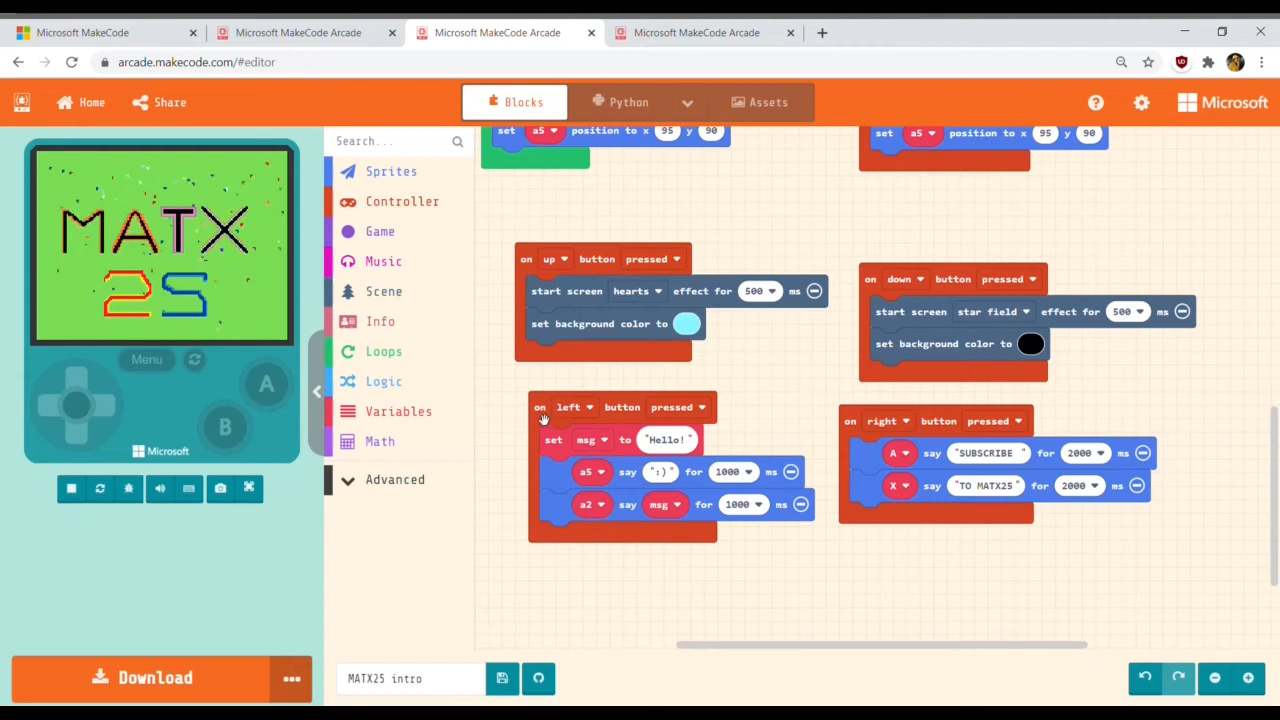 Microsoft MakeCode
Microsoft MakeCode Arcade
Microsoft MakeCode Arcade
Microsoft MakeCode Arcade
arcade.makecode.com/#editor
Home
Share
Blocks
Python
Assets
Microsoft
Search...
Sprites
Controller
Game
Music
Scene
Info
Loops
Logic
Variables
Math
Advanced
MATX
25
Menu
A
B
Microsoft
Download
set a5 position to x 95 y 90
set a5 position to x 95 y 90
on up button pressed
start screen hearts effect for 500 ms
set background color to
on down button pressed
start screen star field effect for 500 ms
set background color to
on left button pressed
set msg to "Hello!"
a5 say ":)" for 1000 ms
a2 say msg for 1000 ms
on right button pressed
A say "SUBSCRIBE " for 2000 ms
X say "TO MATX25" for 2000 ms
MATX25 intro